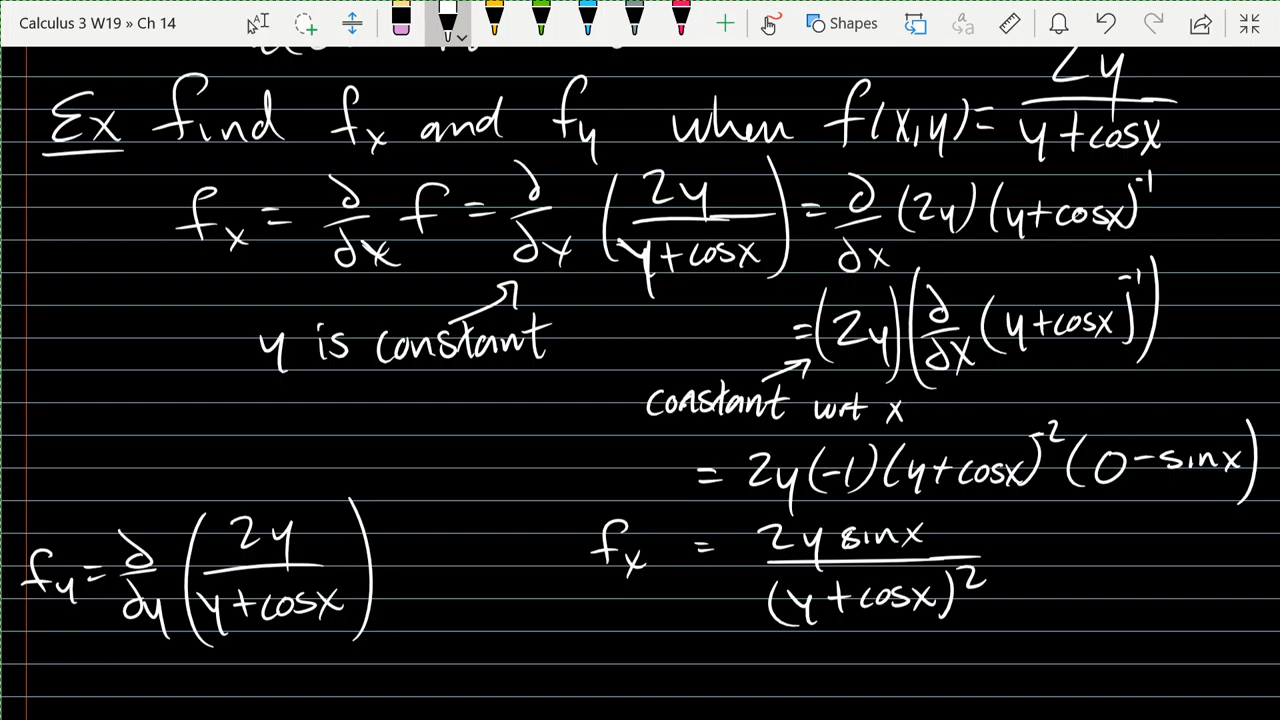 Calculus 3 W19 » Ch 14
Shapes
Ex find fx and fy when f(x,y)= 2y/(y+cosx)
fx = ∂/∂x f = ∂/∂x (2y/(y+cosx)) = ∂/∂x (2y)(y+cosx)^-1
y is constant
=(2y)(∂/∂x (y+cosx)^-1)
constant wrt x
= 2y(-1)(y+cosx)^-2(0-sinx)
fx = 2y sinx/(y+cosx)^2
fy= ∂/∂y (2y/(y+cosx))